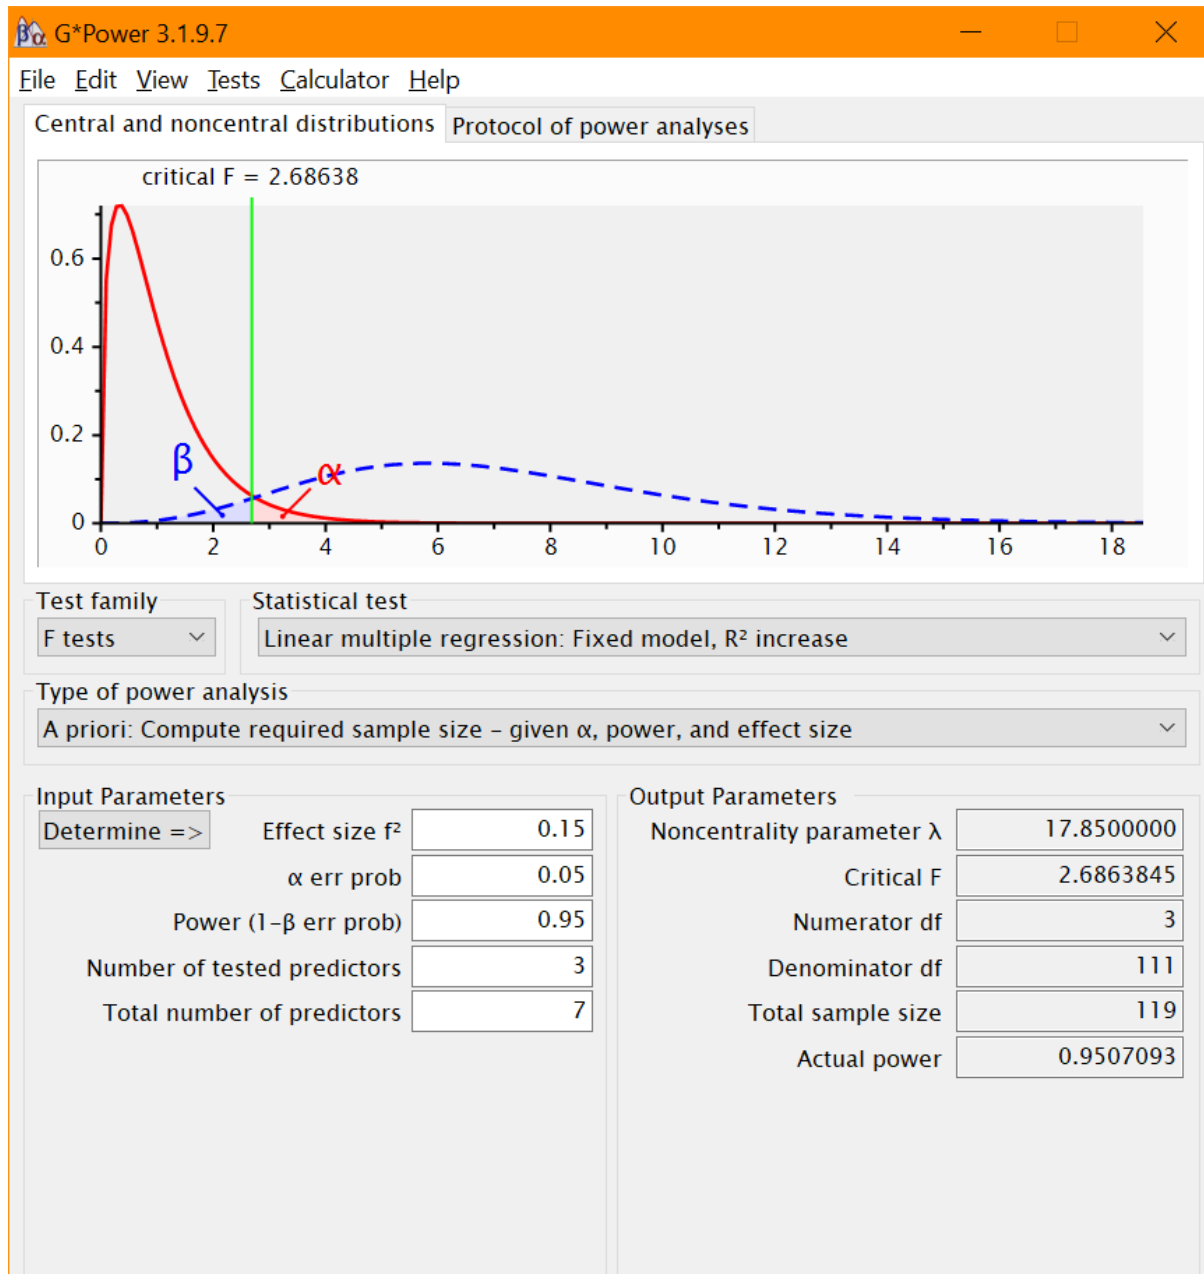 G*Power 3.1.9.7
File Edit View Tests Calculator Help
Central and noncentral distributions Protocol of power analyses
critical F = 2.68638
0.6
0.4
0.2
0
β
α
0 2 4 6 8 10 12 14 16 18
Test family Statistical test
F tests Linear multiple regression: Fixed model, R² increase
Type of power analysis
A priori: Compute required sample size – given α, power, and effect size
Input Parameters
Determine => Effect size f² 0.15
α err prob 0.05
Power (1–β err prob) 0.95
Number of tested predictors 3
Total number of predictors 7
Output Parameters
Noncentrality parameter λ 17.8500000
Critical F 2.6863845
Numerator df 3
Denominator df 111
Total sample size 119
Actual power 0.9507093